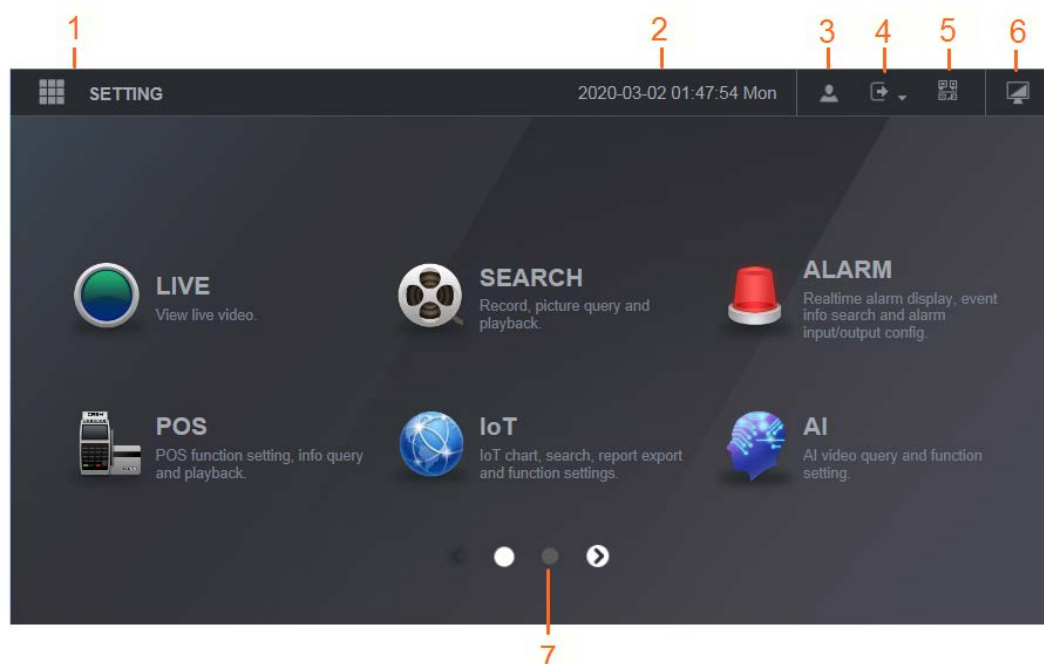 1 2 3 4 5 6
SETTING 2020-03-02 01:47:54 Mon
LIVE
View live video.
SEARCH
Record, picture query and
playback.
ALARM
Realtime alarm display, event
info search and alarm
input/output config.
POS
POS function setting, info query
and playback.
IoT
IoT chart, search, report export
and function settings.
AI
AI video query and function
setting.
7